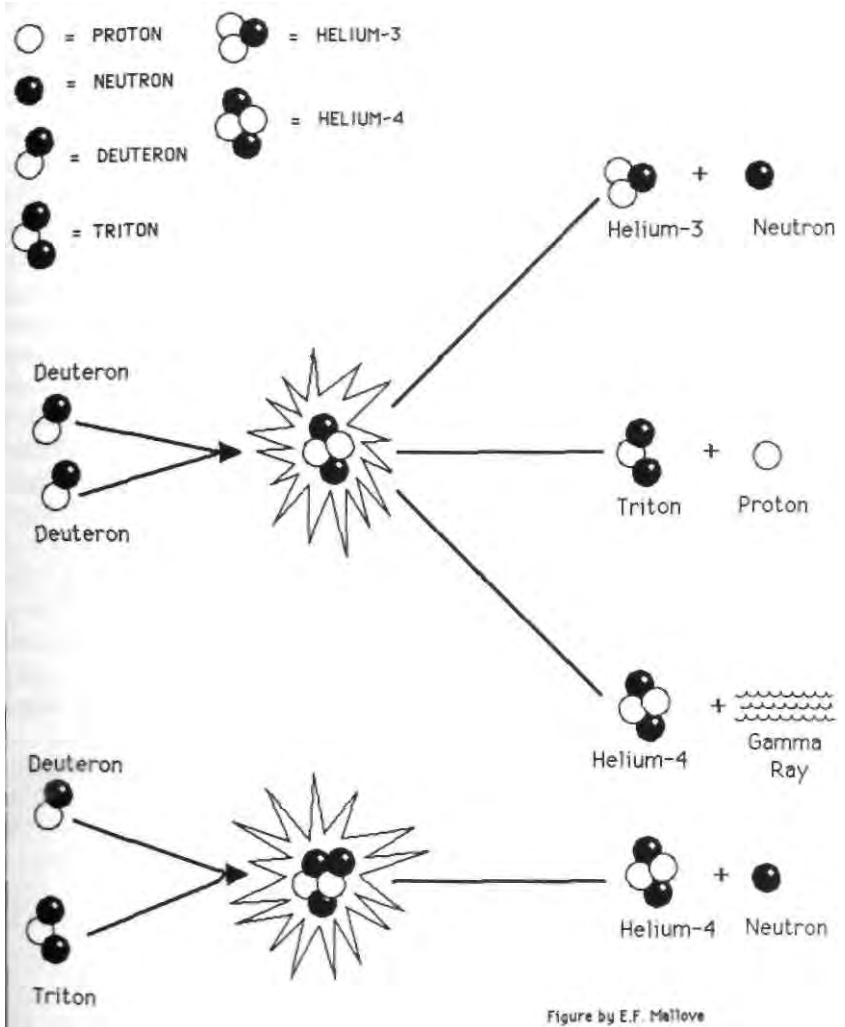 = PROTON
= HELIUM-3
= NEUTRON
= HELIUM-4
= DEUTERON
= TRITON
+
Helium-3 Neutron
Deuteron
Deuteron
+
Triton Proton
+
Helium-4
Gamma
Ray
Deuteron
Triton
+
Helium-4 Neutron
Figure by E.F. Mallove